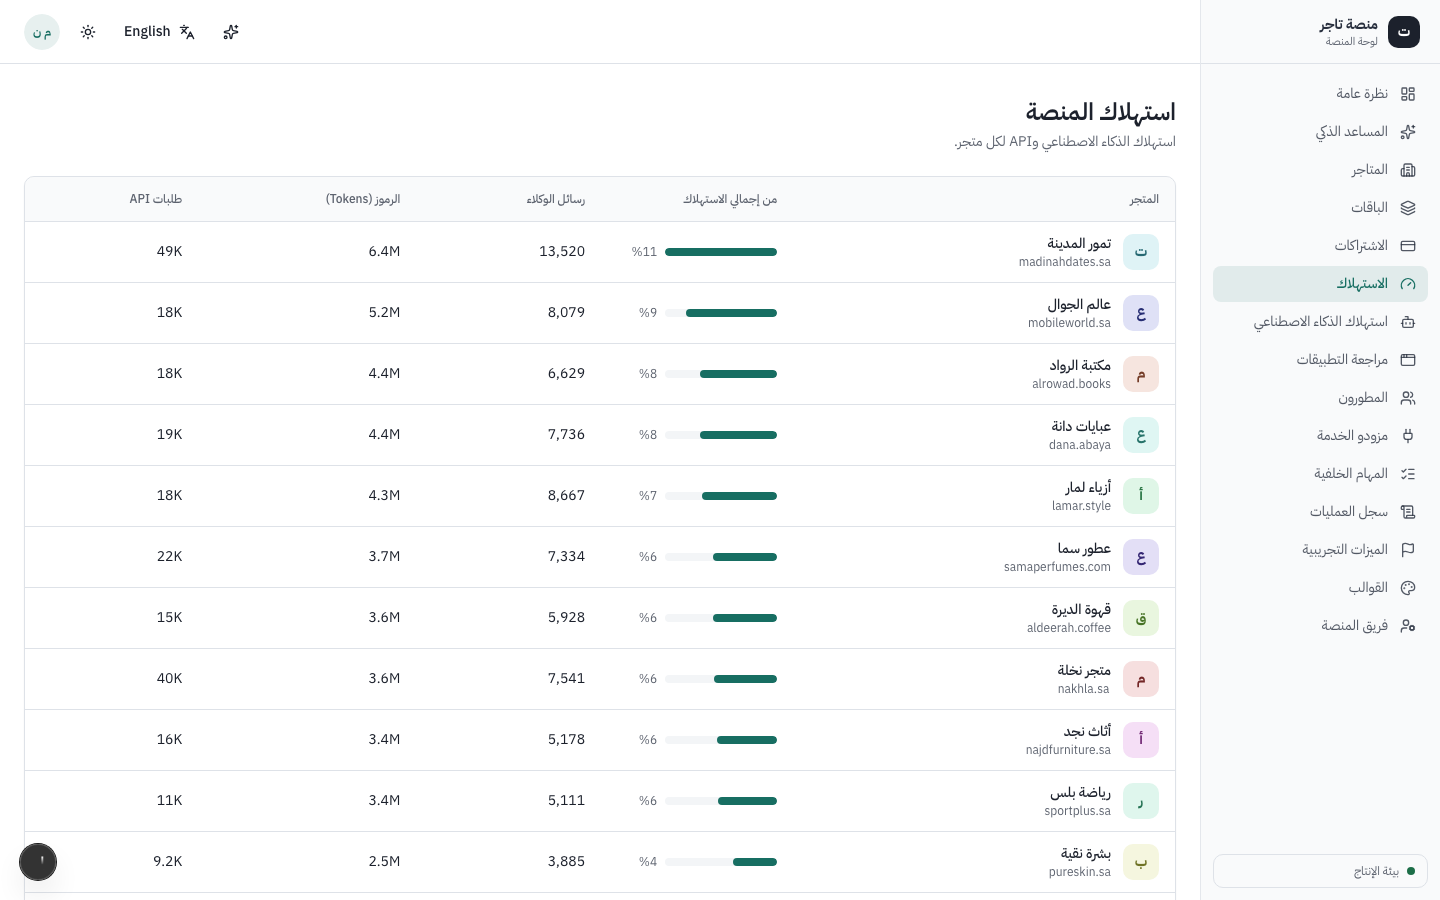 ت
منصة تاجر
لوحة المنصة
English
م ن
نظرة عامة
المساعد الذكي
المتاجر
الباقات
الاشتراكات
الاستهلاك
استهلاك الذكاء الاصطناعي
مراجعة التطبيقات
المطورون
مزودو الخدمة
المهام الخلفية
سجل العمليات
الميزات التجريبية
القوالب
فريق المنصة
بيئة الإنتاج
استهلاك المنصة
استهلاك الذكاء الاصطناعي وAPI لكل متجر.
المتجر من إجمالي الاستهلاك رسائل الوكلاء الرموز (Tokens) طلبات API
ت تمور المدينة %11 13,520 6.4M 49K
madinahdates.sa
ع عالم الجوال %9 8,079 5.2M 18K
mobileworld.sa
م مكتبة الرواد %8 6,629 4.4M 18K
alrowad.books
ع عبايات دانة %8 7,736 4.4M 19K
dana.abaya
أ أزياء لمار %7 8,667 4.3M 18K
lamar.style
ع عطور سما %6 7,334 3.7M 22K
samaperfumes.com
ق قهوة الديرة %6 5,928 3.6M 15K
aldeerah.coffee
م متجر نخلة %6 7,541 3.6M 40K
nakhla.sa
أ أثاث نجد %6 5,178 3.4M 16K
najdfurniture.sa
ر رياضة بلس %6 5,111 3.4M 11K
sportplus.sa
ب بشرة نقية %4 3,885 2.5M 9.2K
pureskin.sa